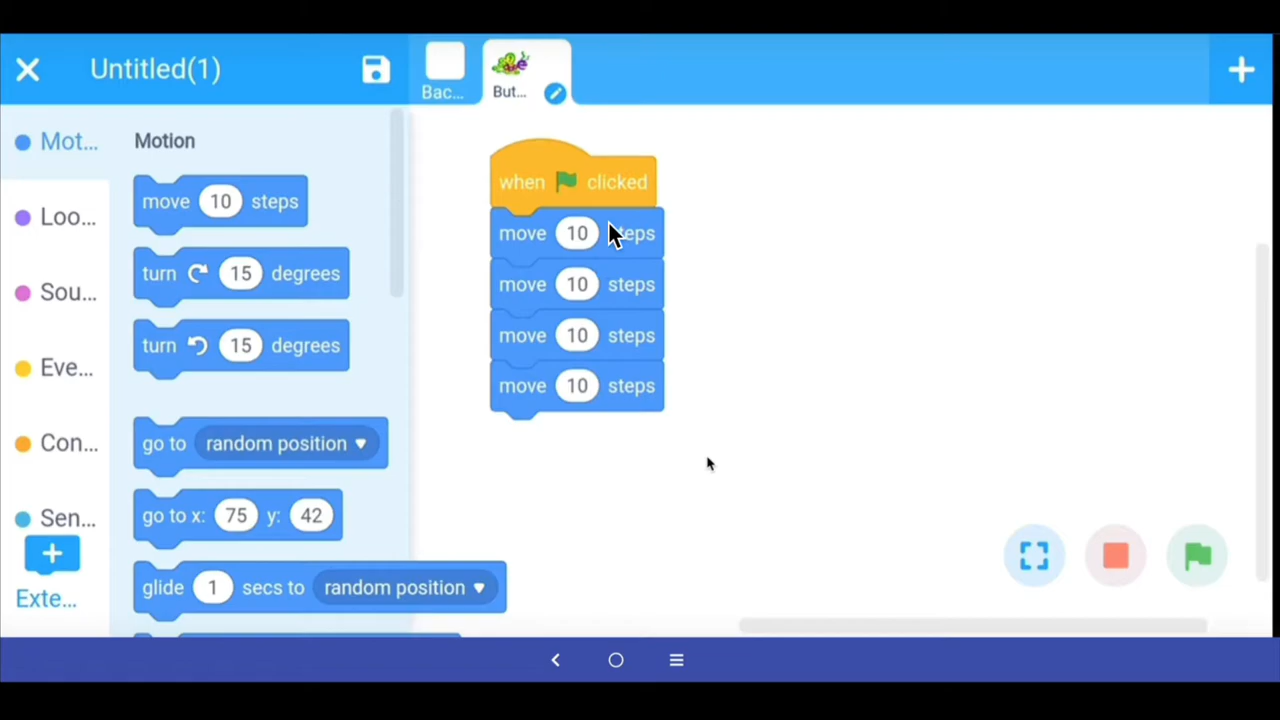 Untitled(1)
Bac...
But...
Mot...
Loo...
Sou...
Eve...
Con...
Sen...
Exte...
Motion
move 10 steps
turn 15 degrees
turn 15 degrees
go to random position
go to x: 75 y: 42
glide 1 secs to random position
when clicked
move 10 steps
move 10 steps
move 10 steps
move 10 steps